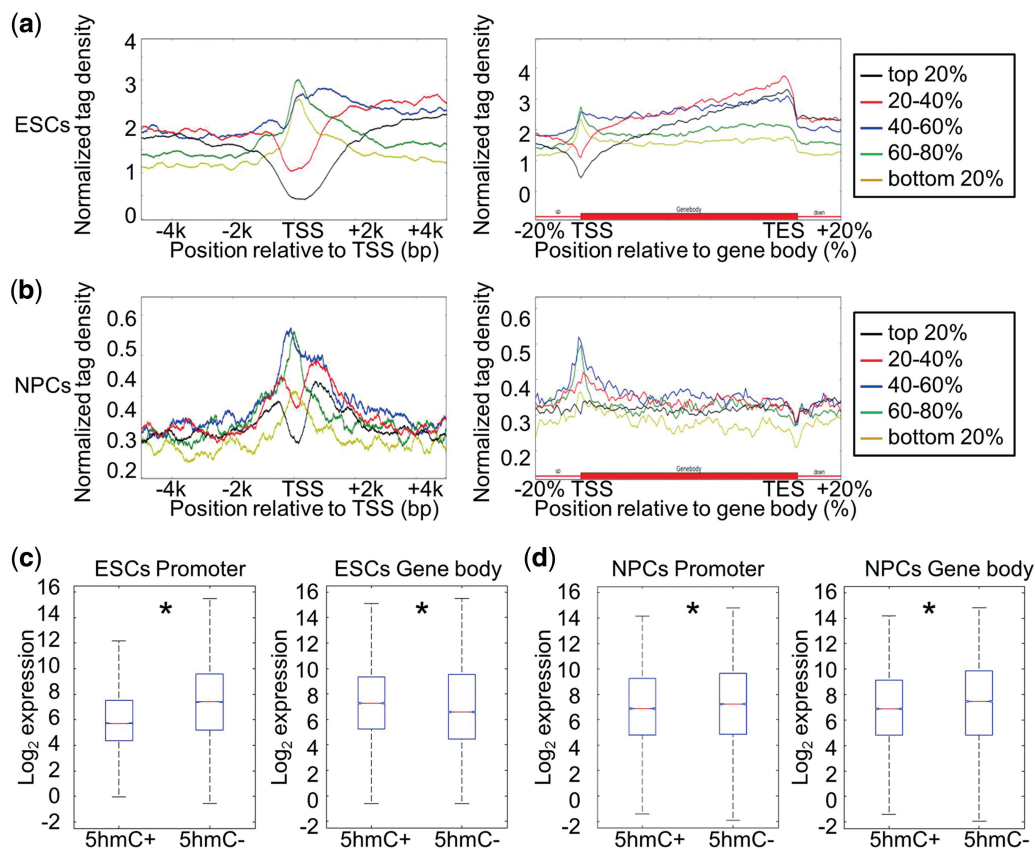 (a)
ESCs
Normalized tag density
4
3
2
1
0
-4k -2k TSS +2k +4k
Position relative to TSS (bp)
Normalized tag density
4
3
2
1
0
up Genebody down
-20% TSS TES +20%
Position relative to gene body (%)
top 20%
20-40%
40-60%
60-80%
bottom 20%
(b)
NPCs
Normalized tag density
0.6
0.5
0.4
0.3
0.2
-4k -2k TSS +2k +4k
Position relative to TSS (bp)
Normalized tag density
0.6
0.5
0.4
0.3
0.2
up Genebody down
-20% TSS TES +20%
Position relative to gene body (%)
top 20%
20-40%
40-60%
60-80%
bottom 20%
(c)
ESCs Promoter
Log2 expression
16
14
12
10
8
6
4
2
0
-2
*
5hmC+ 5hmC-
ESCs Gene body
Log2 expression
16
14
12
10
8
6
4
2
0
-2
*
5hmC+ 5hmC-
(d)
NPCs Promoter
Log2 expression
16
14
12
10
8
6
4
2
0
-2
*
5hmC+ 5hmC-
NPCs Gene body
Log2 expression
16
14
12
10
8
6
4
2
0
-2
*
5hmC+ 5hmC-